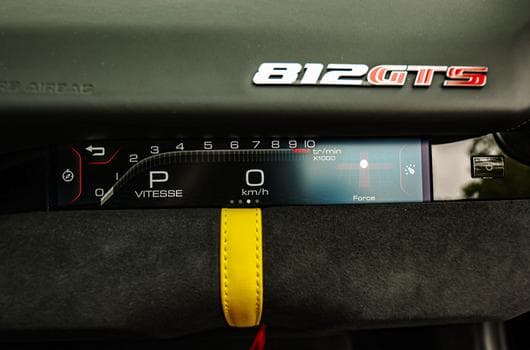 812GTS
AIRBAG
0 1 2 3 4 5 6 7 8 9 10 tr/min
x1000
P
VITESSE
0
km/h
Force